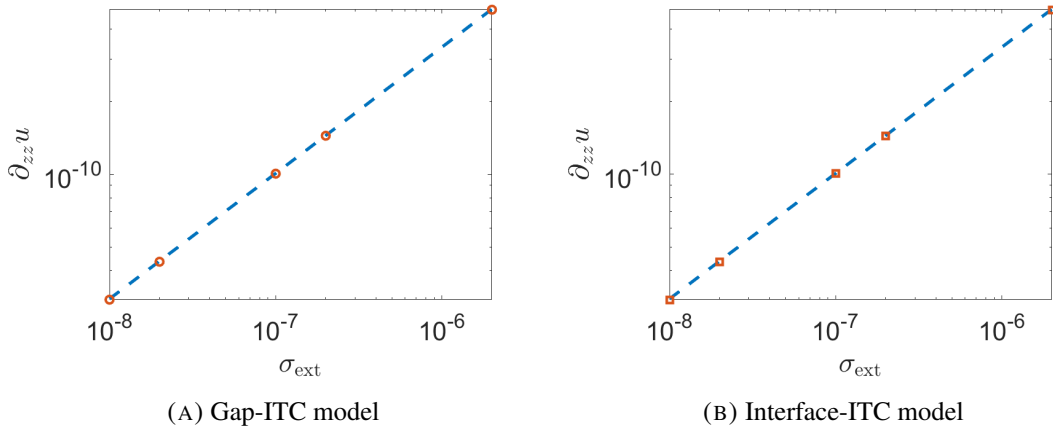 ∂zzu
10-10
10-8
10-7
10-6
σext
(A) Gap-ITC model
∂zzu
10-10
10-8
10-7
10-6
σext
(B) Interface-ITC model